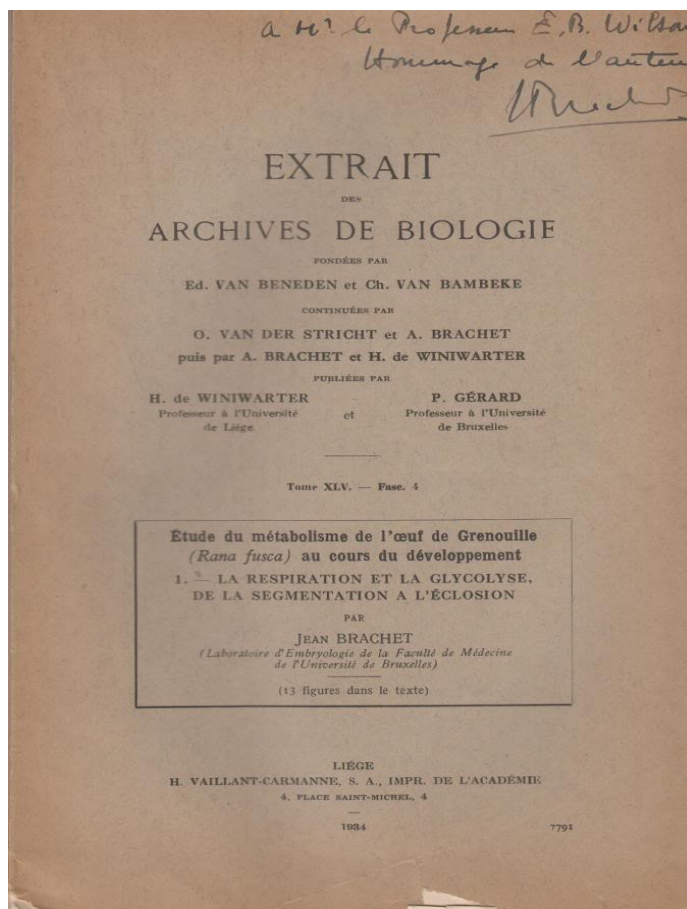 a Mr le Professeur E.B. Wilson
Hommage de l'auteur
JBrachet
EXTRAIT
DES
ARCHIVES DE BIOLOGIE
FONDÉES PAR
Ed. VAN BENEDEN et Ch. VAN BAMBEKE
CONTINUÉES PAR
O. VAN DER STRICHT et A. BRACHET
puis par A. BRACHET et H. de WINIWARTER
PUBLIÉES PAR
H. de WINIWARTER P. GÉRARD
Professeur à l'Université et Professeur à l'Université
de Liége de Bruxelles
Tome XLV. — Fasc. 4
Étude du métabolisme de l'œuf de Grenouille
(Rana fusca) au cours du développement
1. — LA RESPIRATION ET LA GLYCOLYSE,
DE LA SEGMENTATION A L'ÉCLOSION
PAR
JEAN BRACHET
(Laboratoire d'Embryologie de la Faculté de Médecine
de l'Université de Bruxelles)
(13 figures dans le texte)
LIÉGE
H. VAILLANT-CARMANNE, S. A., IMPR. DE L'ACADÉMIE
4, PLACE SAINT-MICHEL, 4
1934 7791